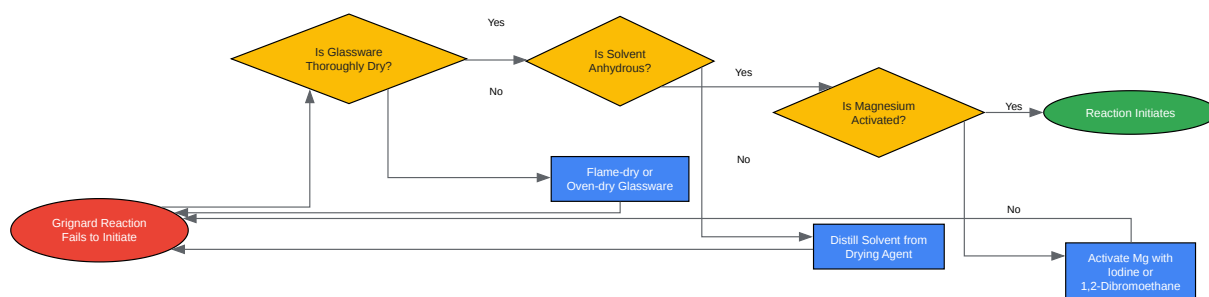 Yes
Is Glassware
Thoroughly Dry?
Is Solvent
Anhydrous?
Yes
No
Is Magnesium
Activated?
Yes
Reaction Initiates
No
Flame-dry or
Oven-dry Glassware
No
Grignard Reaction
Fails to Initiate
Distill Solvent from
Drying Agent
Activate Mg with
Iodine or
1,2-Dibromoethane